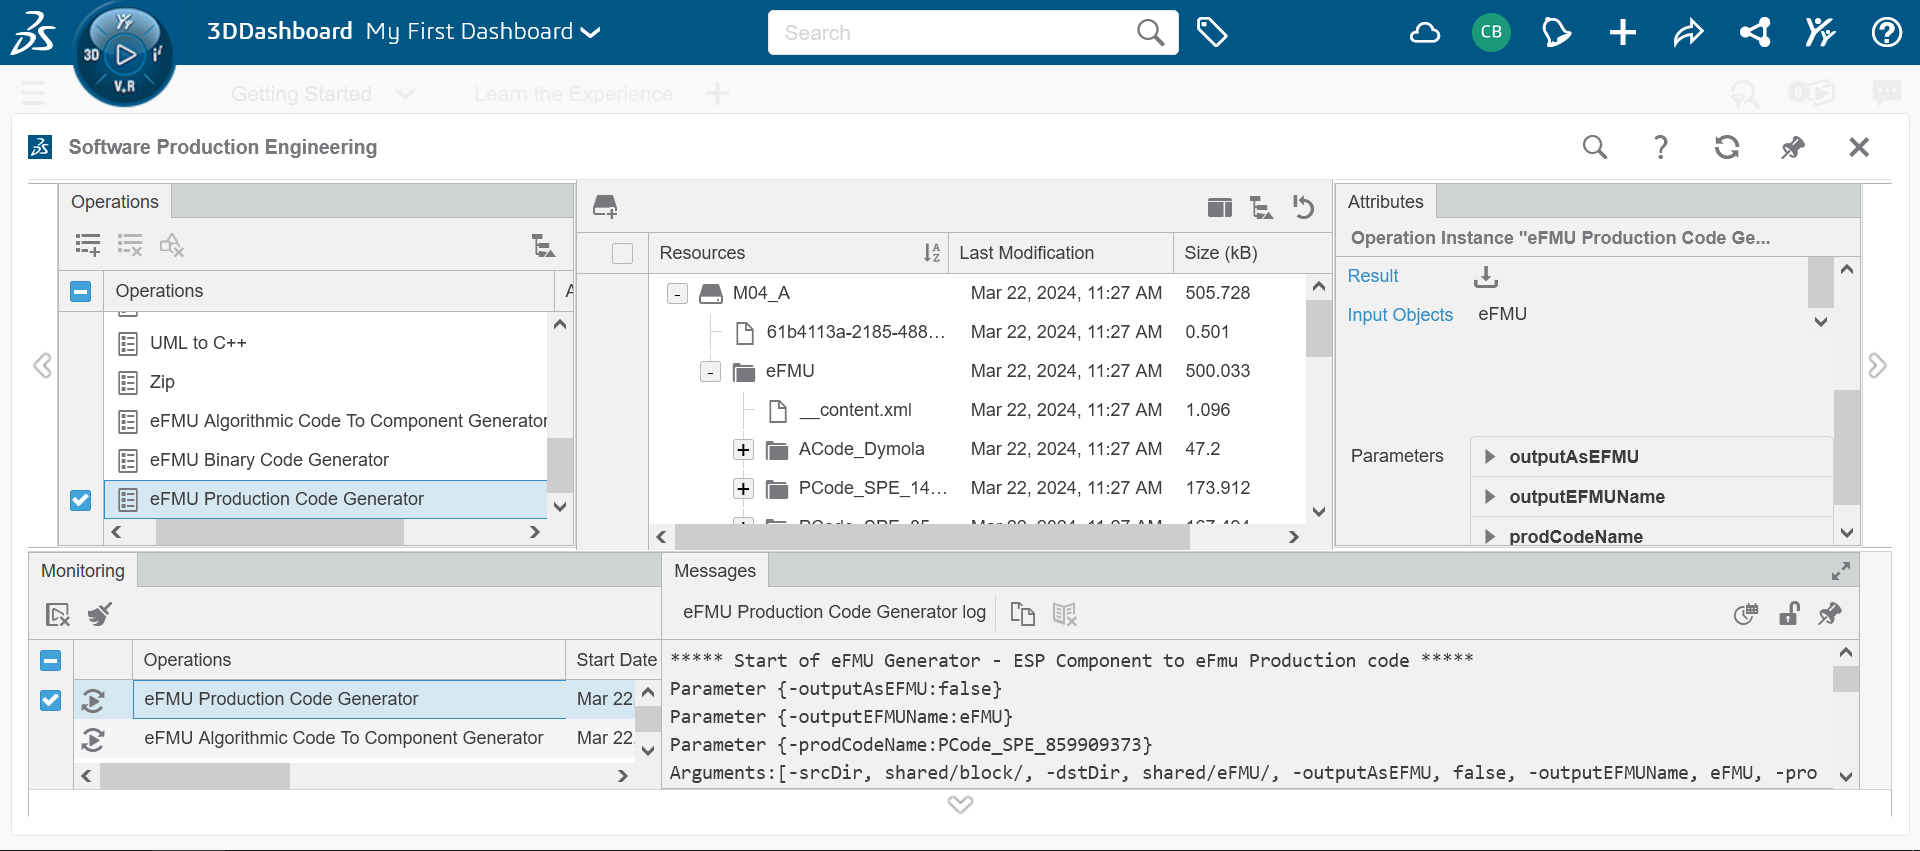 3DDashboard My First Dashboard
Search
CB
3D
V.R
Getting Started
Learn the Experience
0
Software Production Engineering
Operations
Operations
UML to C++
Zip
eFMU Algorithmic Code To Component Generator
eFMU Binary Code Generator
eFMU Production Code Generator
Resources Last Modification Size (kB)
M04_A Mar 22, 2024, 11:27 AM 505.728
61b4113a-2185-488... Mar 22, 2024, 11:27 AM 0.501
eFMU Mar 22, 2024, 11:27 AM 500.033
__content.xml Mar 22, 2024, 11:27 AM 1.096
ACode_Dymola Mar 22, 2024, 11:27 AM 47.2
PCode_SPE_14... Mar 22, 2024, 11:27 AM 173.912
Attributes
Operation Instance "eFMU Production Code Ge...
Result
Input Objects eFMU
Parameters
outputAsEFMU
outputEFMUName
prodCodeName
Monitoring
Operations Start Date
eFMU Production Code Generator Mar 22,
eFMU Algorithmic Code To Component Generator Mar 22,
Messages
eFMU Production Code Generator log
***** Start of eFMU Generator - ESP Component to eFmu Production code *****
Parameter {-outputAsEFMU:false}
Parameter {-outputEFMUName:eFMU}
Parameter {-prodCodeName:PCode_SPE_859909373}
Arguments:[-srcDir, shared/block/, -dstDir, shared/eFMU/, -outputAsEFMU, false, -outputEFMUName, eFMU, -pro